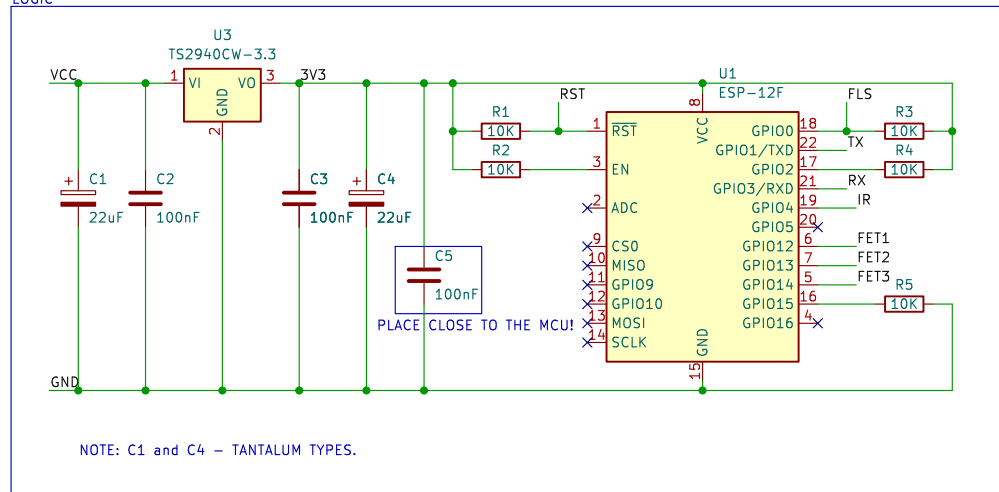 LOGIC
U3
TS2940CW-3.3
VCC
1
VI
VO
3
3V3
GND
2
U1
ESP-12F
8
VCC
RST
FLS
R1
10K
1
RST
GPIO0
18
R3
10K
GPIO1/TXD
22
TX
R2
10K
3
EN
GPIO2
17
R4
10K
GPIO3/RXD
21
RX
+
C1
22uF
C2
100nF
C3
100nF
+
C4
22uF
2
ADC
GPIO4
19
IR
GPIO5
20
9
CS0
GPIO12
6
FET1
10
MISO
GPIO13
7
FET2
11
GPIO9
GPIO14
5
FET3
12
GPIO10
GPIO15
16
R5
10K
13
MOSI
GPIO16
4
14
SCLK
GND
15
C5
100nF
PLACE CLOSE TO THE MCU!
GND
NOTE: C1 and C4 - TANTALUM TYPES.